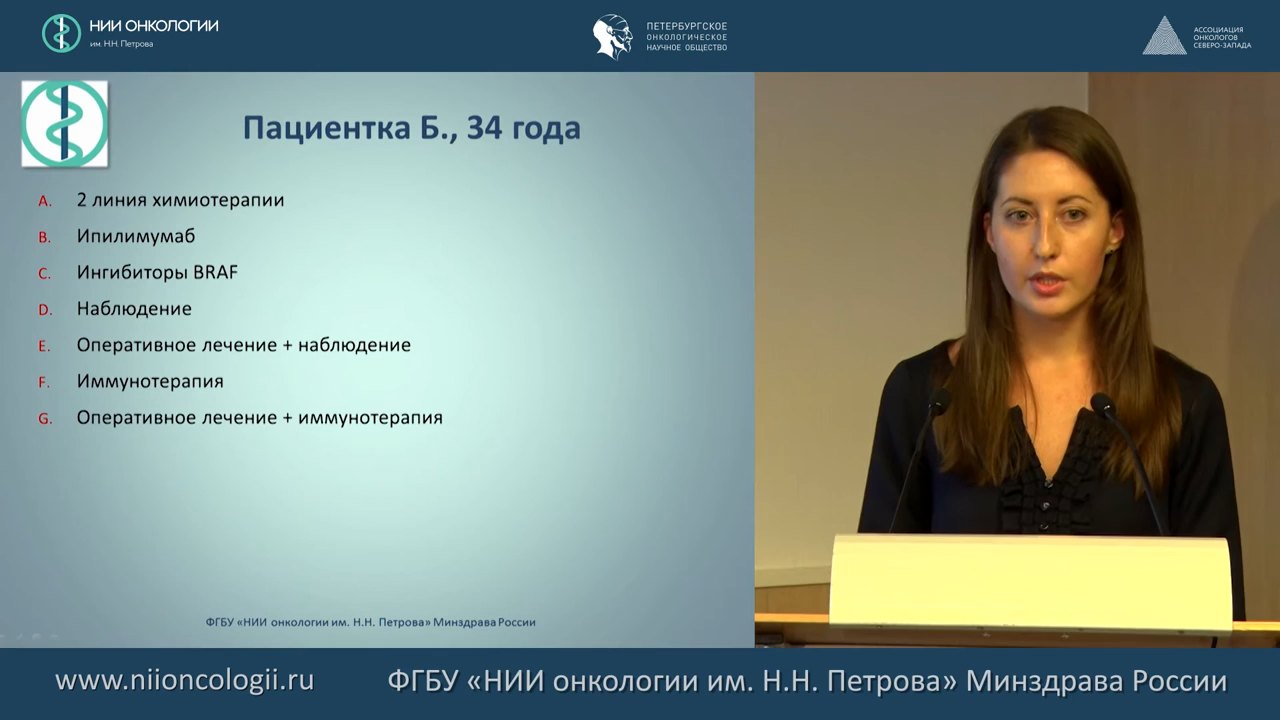 НИИ ОНКОЛОГИИ
им. Н.Н. Петрова
ПЕТЕРБУРГСКОЕ
ОНКОЛОГИЧЕСКОЕ
НАУЧНОЕ ОБЩЕСТВО
АССОЦИАЦИЯ
ОНКОЛОГОВ
СЕВЕРО-ЗАПАДА
Пациентка Б., 34 года
A. 2 линия химиотерапии
B. Ипилимумаб
C. Ингибиторы BRAF
D. Наблюдение
E. Оперативное лечение + наблюдение
F. Иммунотерапия
G. Оперативное лечение + иммунотерапия
ФГБУ «НИИ онкологии им. Н.Н. Петрова» Минздрава России
www.niioncologii.ru
ФГБУ «НИИ онкологии им. Н.Н. Петрова» Минздрава России